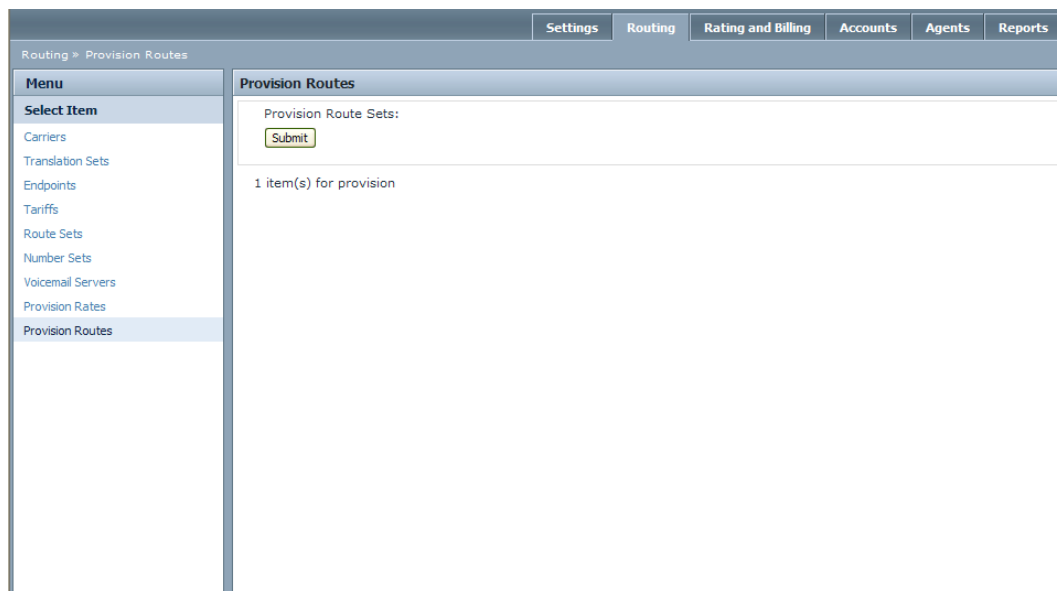 Settings Routing Rating and Billing Accounts Agents Reports
Routing » Provision Routes
Menu
Select Item
Carriers
Translation Sets
Endpoints
Tariffs
Route Sets
Number Sets
Voicemail Servers
Provision Rates
Provision Routes
Provision Routes
Provision Route Sets:
Submit
1 item(s) for provision